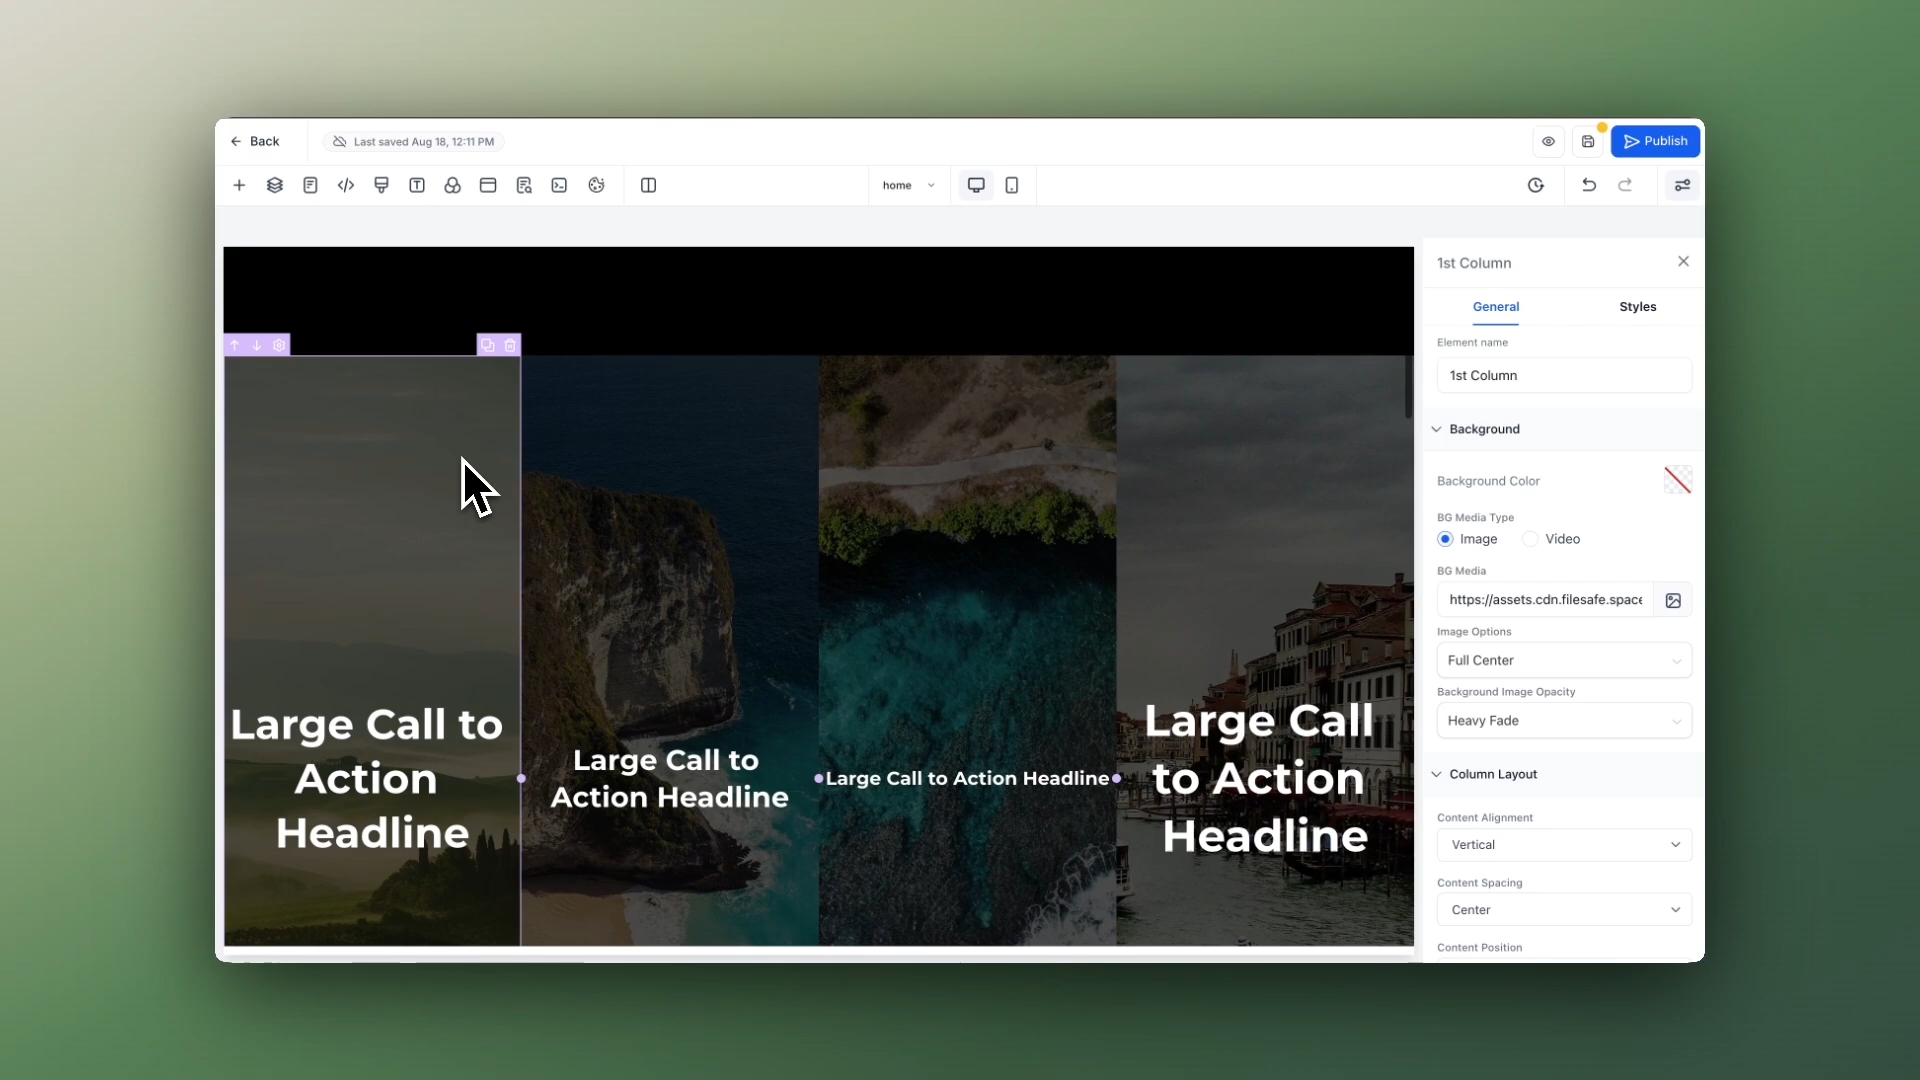 Back
Last saved Aug 18, 12:11 PM
Publish
home
1st Column
General
Styles
Element name
1st Column
Background
Background Color
BG Media Type
Image
Video
BG Media
https://assets.cdn.filesafe.space
Image Options
Full Center
Background Image Opacity
Heavy Fade
Column Layout
Content Alignment
Vertical
Content Spacing
Center
Content Position
Large Call to
Action
Headline
Large Call to
Action Headline
Large Call to Action Headline
Large Call
to Action
Headline